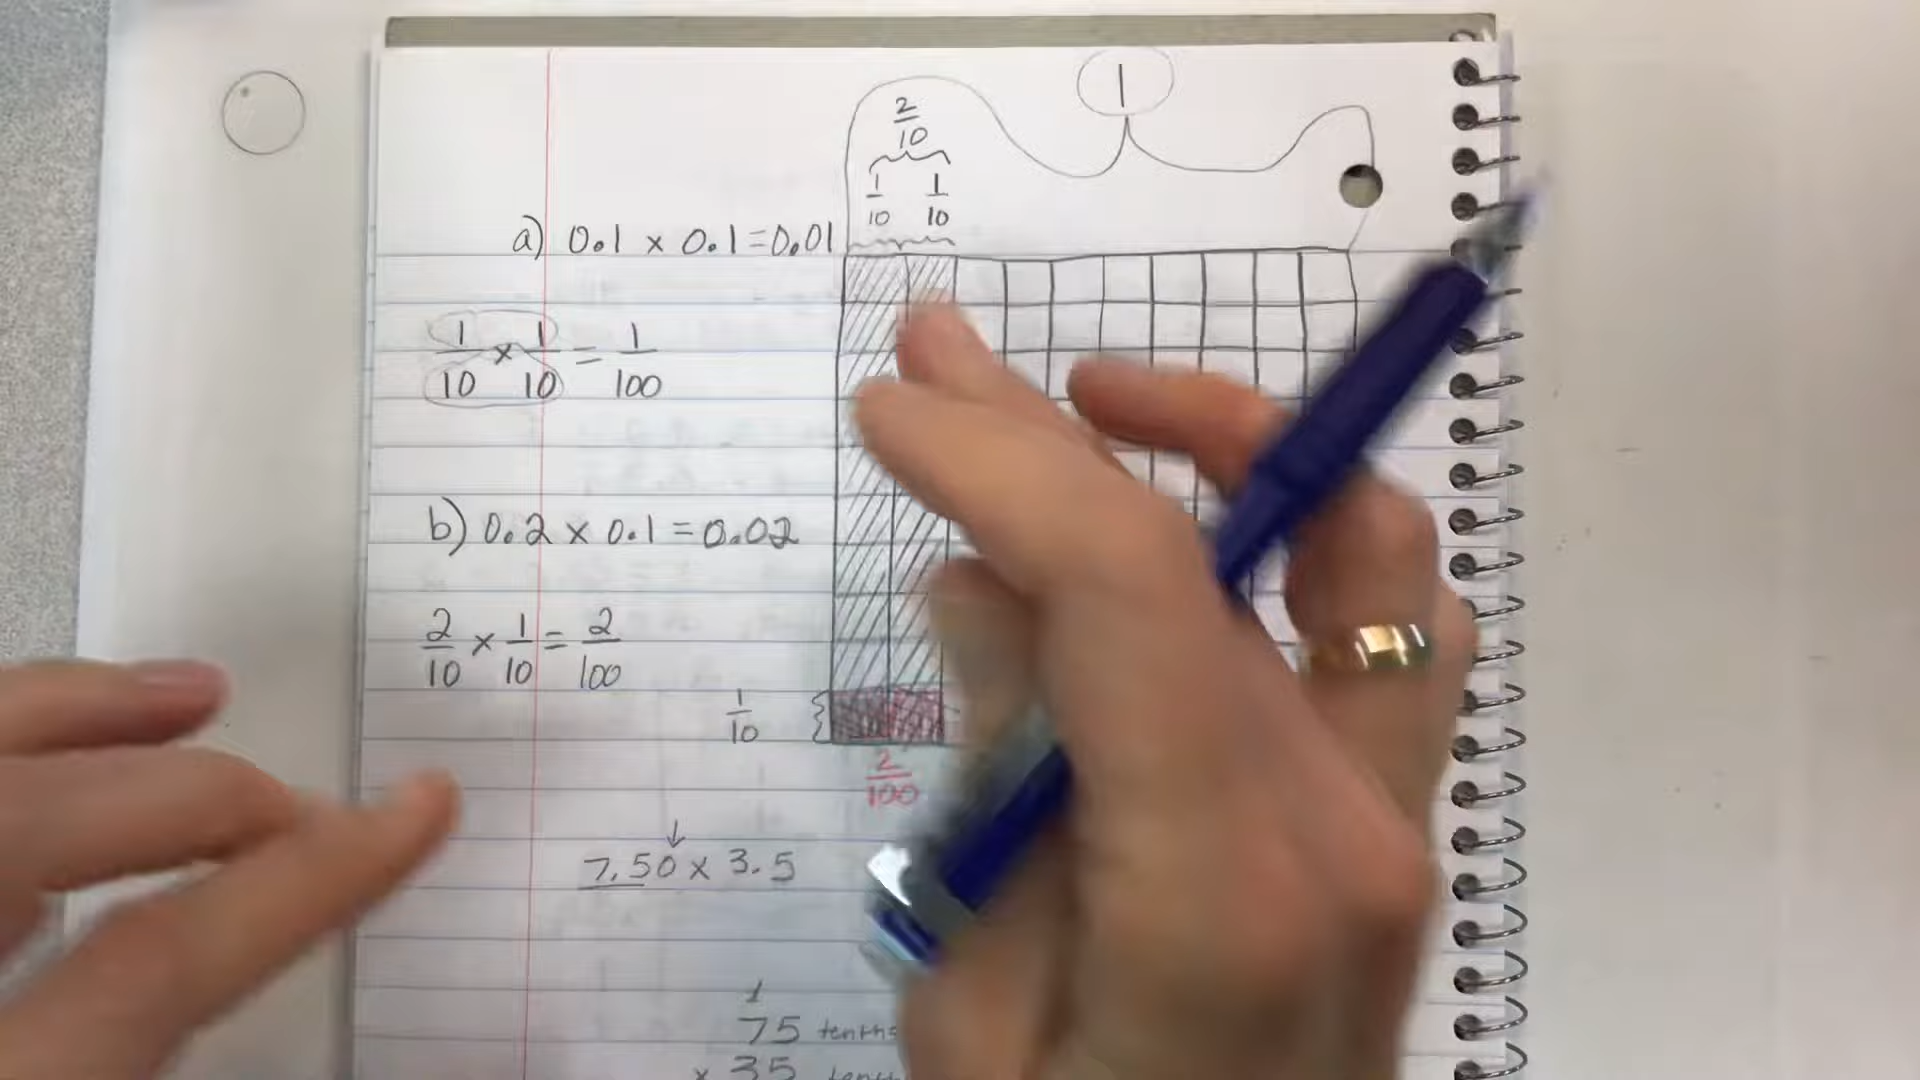 1
2/10
1/10 1/10
a) 0.1 x 0.1 = 0.01
1/10 x 1/10 = 1/100
b) 0.2 x 0.1 = 0.02
2/10 x 1/10 = 2/100
1/10
2/100
7.50 x 3.5
1
75 tenths
x 35